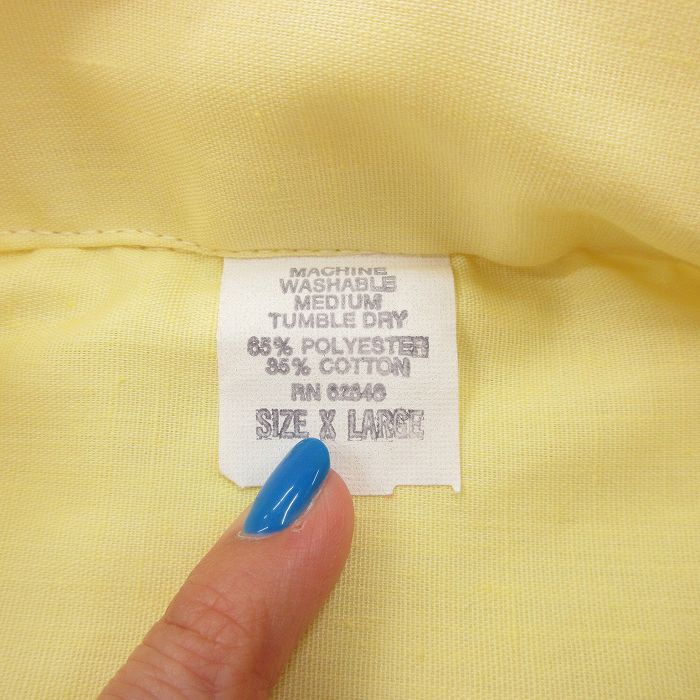 MACHINE
WASHABLE
MEDIUM
TUMBLE DRY
65% POLYESTER
35% COTTON
RN
SIZE X LARGE